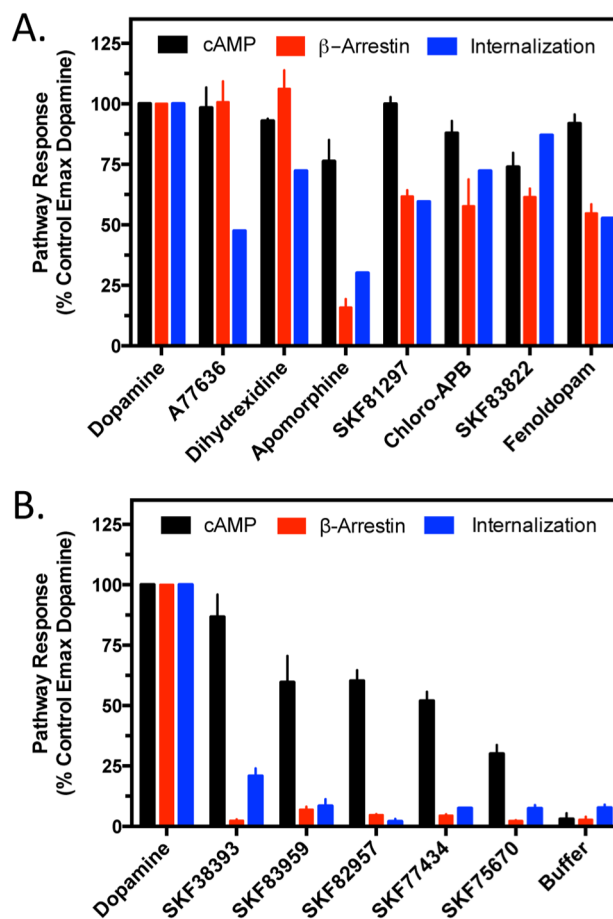 A.
cAMP
β–Arrestin
Internalization
Pathway Response
(% Control Emax Dopamine)
125
100
75
50
25
0
Dopamine
A77636
Dihydrexidine
Apomorphine
SKF81297
Chloro-APB
SKF83822
Fenoldopam
B.
cAMP
β-Arrestin
Internalization
Pathway Response
(% Control Emax Dopamine)
125
100
75
50
25
0
Dopamine
SKF38393
SKF83959
SKF82957
SKF77434
SKF75670
Buffer